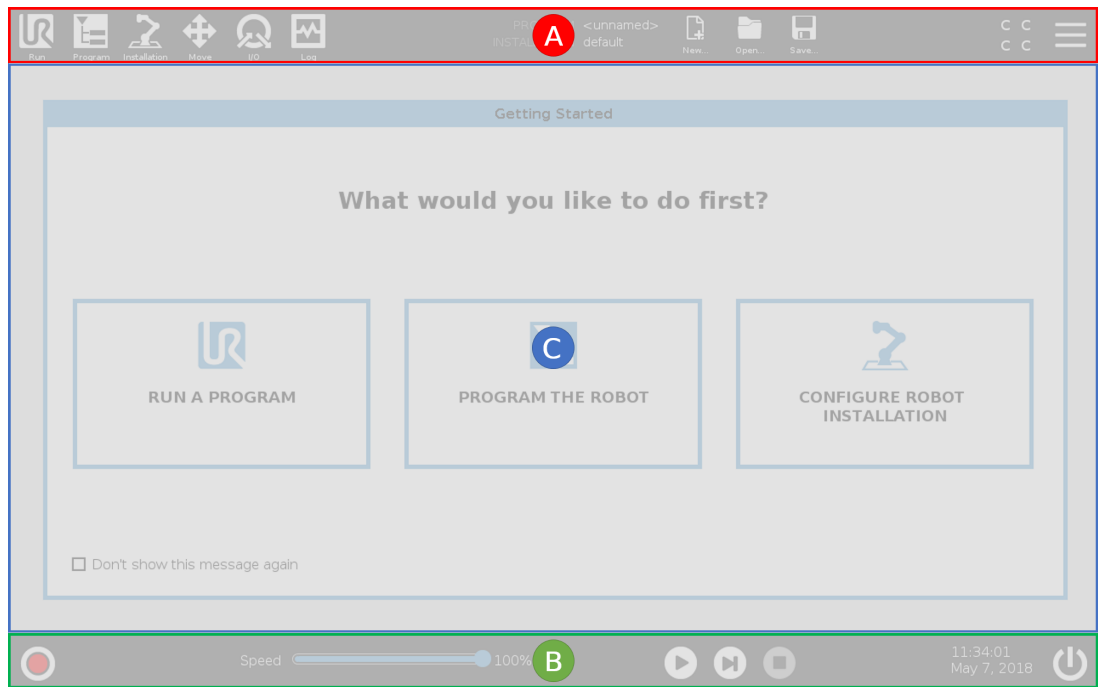 Run Program Installation Move I/O Log
A
<unnamed>
default
New... Open... Save...
C C
C C
Getting Started
What would you like to do first?
C
RUN A PROGRAM
PROGRAM THE ROBOT
CONFIGURE ROBOT
INSTALLATION
Don't show this message again
Speed 100%
B
11:34:01
May 7, 2018